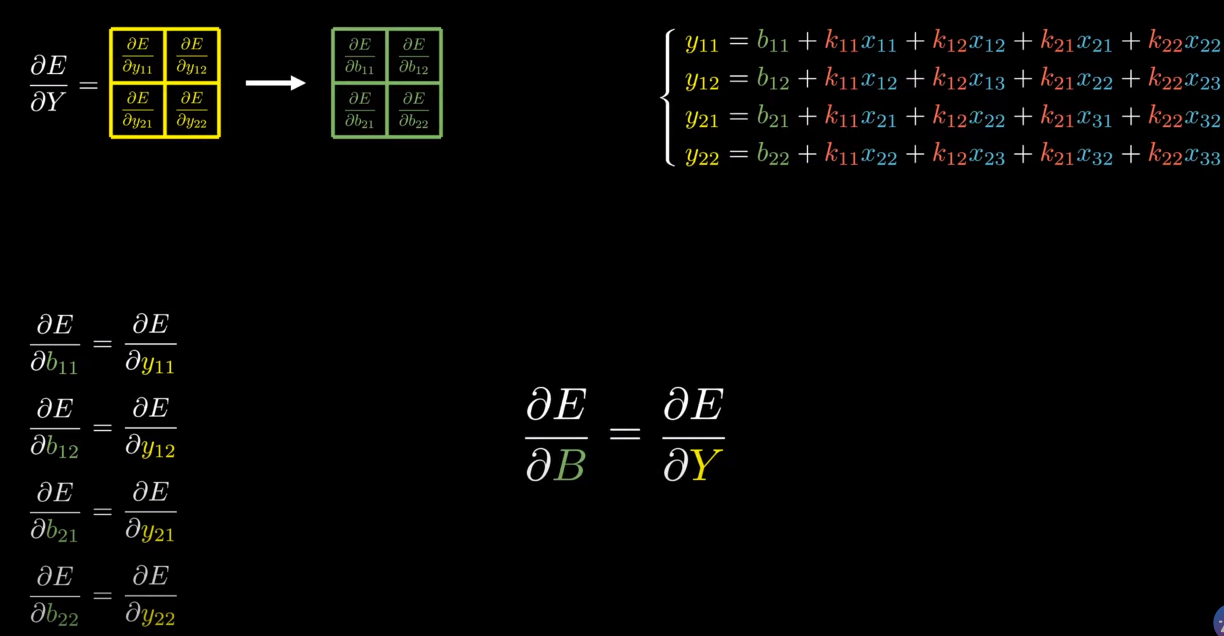 ∂E/∂Y = ∂E/∂y₁₁ ∂E/∂y₁₂ → ∂E/∂b₁₁ ∂E/∂b₁₂
∂E/∂y₂₁ ∂E/∂y₂₂ ∂E/∂b₂₁ ∂E/∂b₂₂
y₁₁ = b₁₁ + k₁₁x₁₁ + k₁₂x₁₂ + k₂₁x₂₁ + k₂₂x₂₂
y₁₂ = b₁₂ + k₁₁x₁₂ + k₁₂x₁₃ + k₂₁x₂₂ + k₂₂x₂₃
y₂₁ = b₂₁ + k₁₁x₂₁ + k₁₂x₂₂ + k₂₁x₃₁ + k₂₂x₃₂
y₂₂ = b₂₂ + k₁₁x₂₂ + k₁₂x₂₃ + k₂₁x₃₂ + k₂₂x₃₃
∂E/∂b₁₁ = ∂E/∂y₁₁
∂E/∂b₁₂ = ∂E/∂y₁₂
∂E/∂b₂₁ = ∂E/∂y₂₁
∂E/∂b₂₂ = ∂E/∂y₂₂
∂E/∂B = ∂E/∂Y